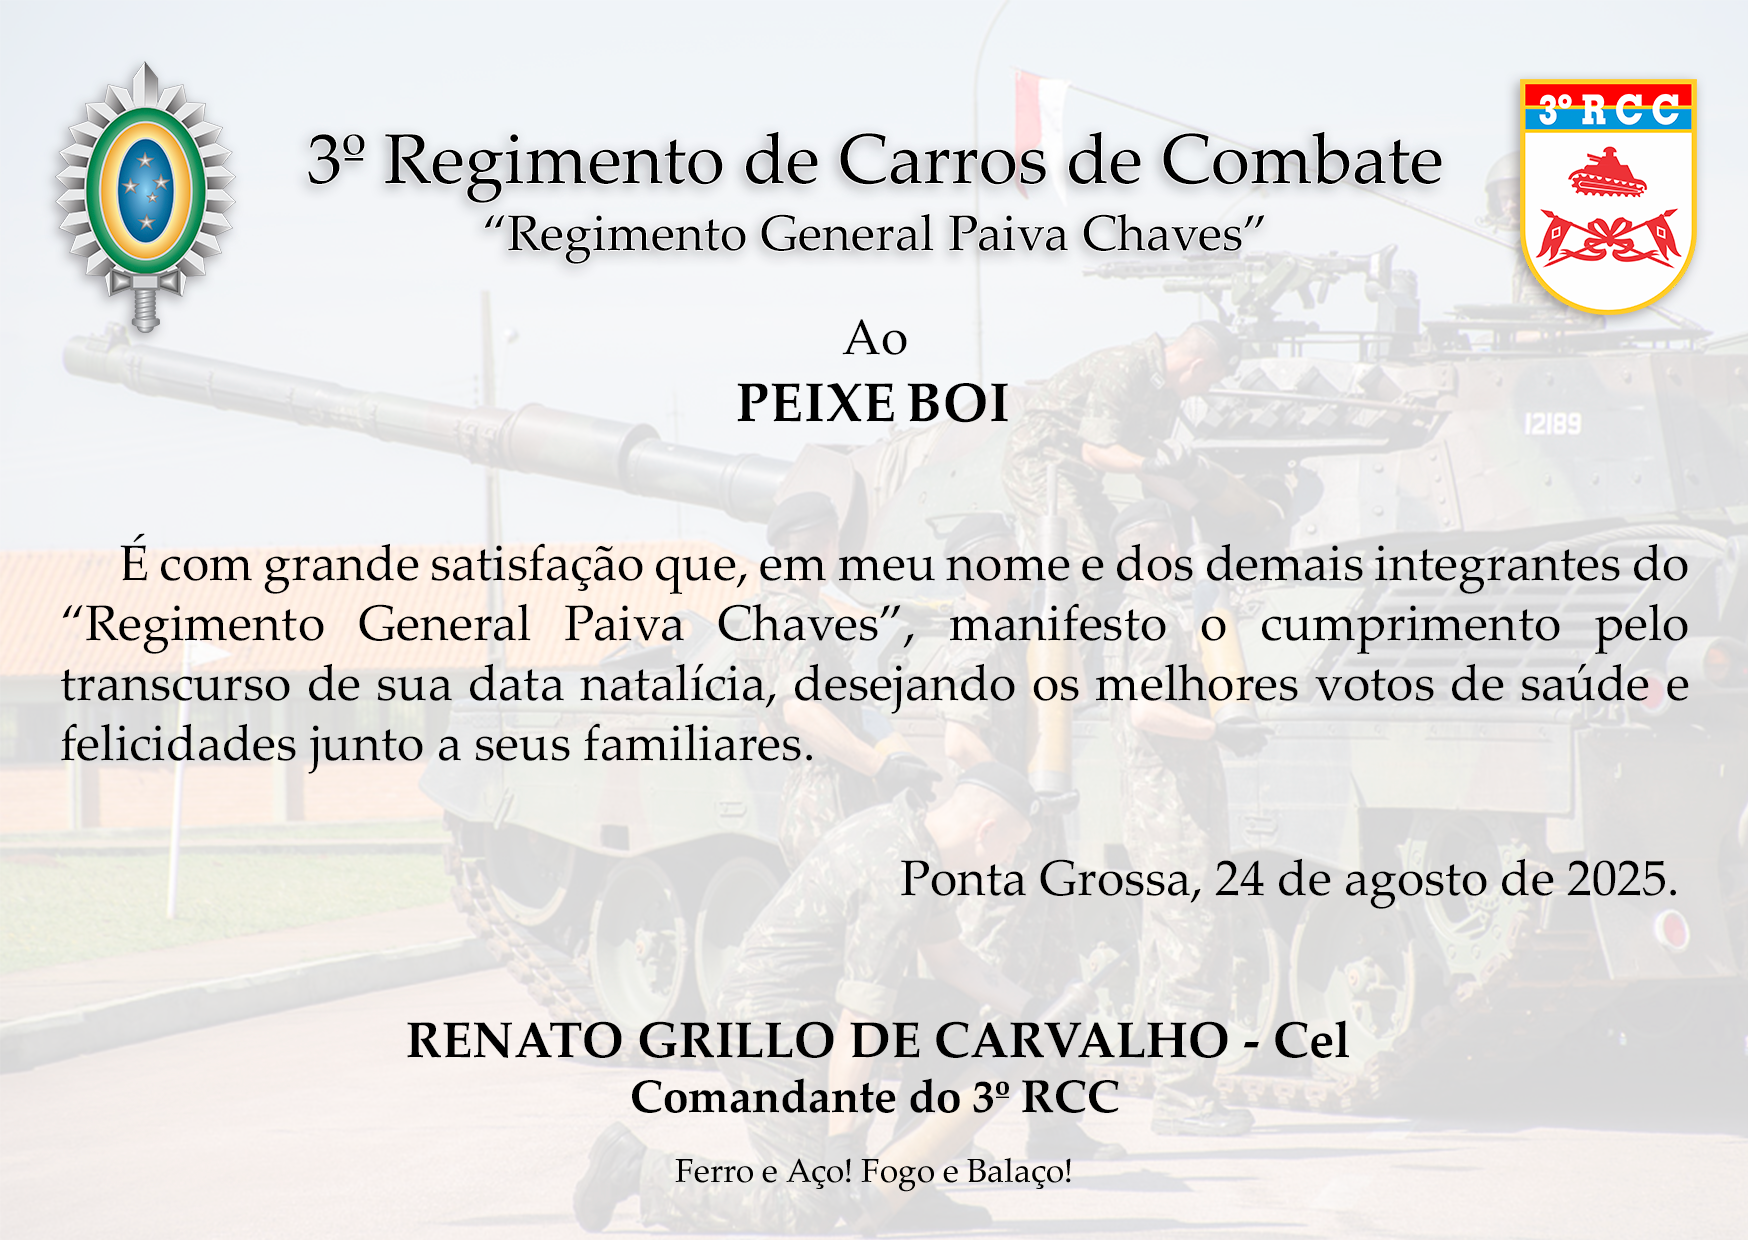 3º RCC
3º Regimento de Carros de Combate
“Regimento General Paiva Chaves”
Ao
PEIXE BOI
12189
É com grande satisfação que, em meu nome e dos demais integrantes do
“Regimento General Paiva Chaves”, manifesto o cumprimento pelo
transcurso de sua data natalícia, desejando os melhores votos de saúde e
felicidades junto a seus familiares.
Ponta Grossa, 24 de agosto de 2025.
RENATO GRILLO DE CARVALHO - Cel
Comandante do 3º RCC
Ferro e Aço! Fogo e Balaço!